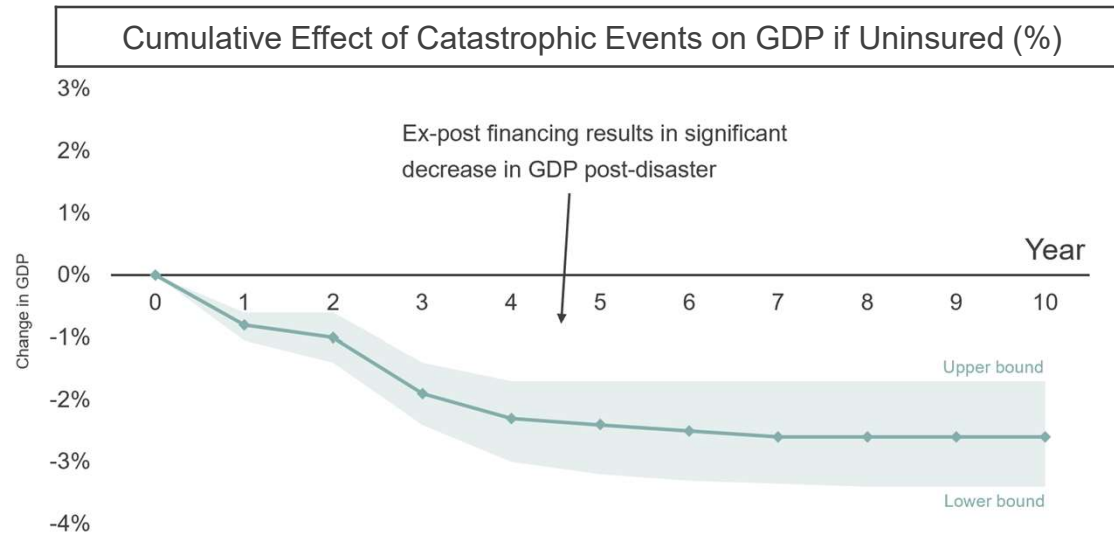 Cumulative Effect of Catastrophic Events on GDP if Uninsured (%)
3%
2%
1%
0%
-1%
-2%
-3%
-4%
Change in GDP
Ex-post financing results in significant
decrease in GDP post-disaster
Year
0 1 2 3 4 5 6 7 8 9 10
Upper bound
Lower bound